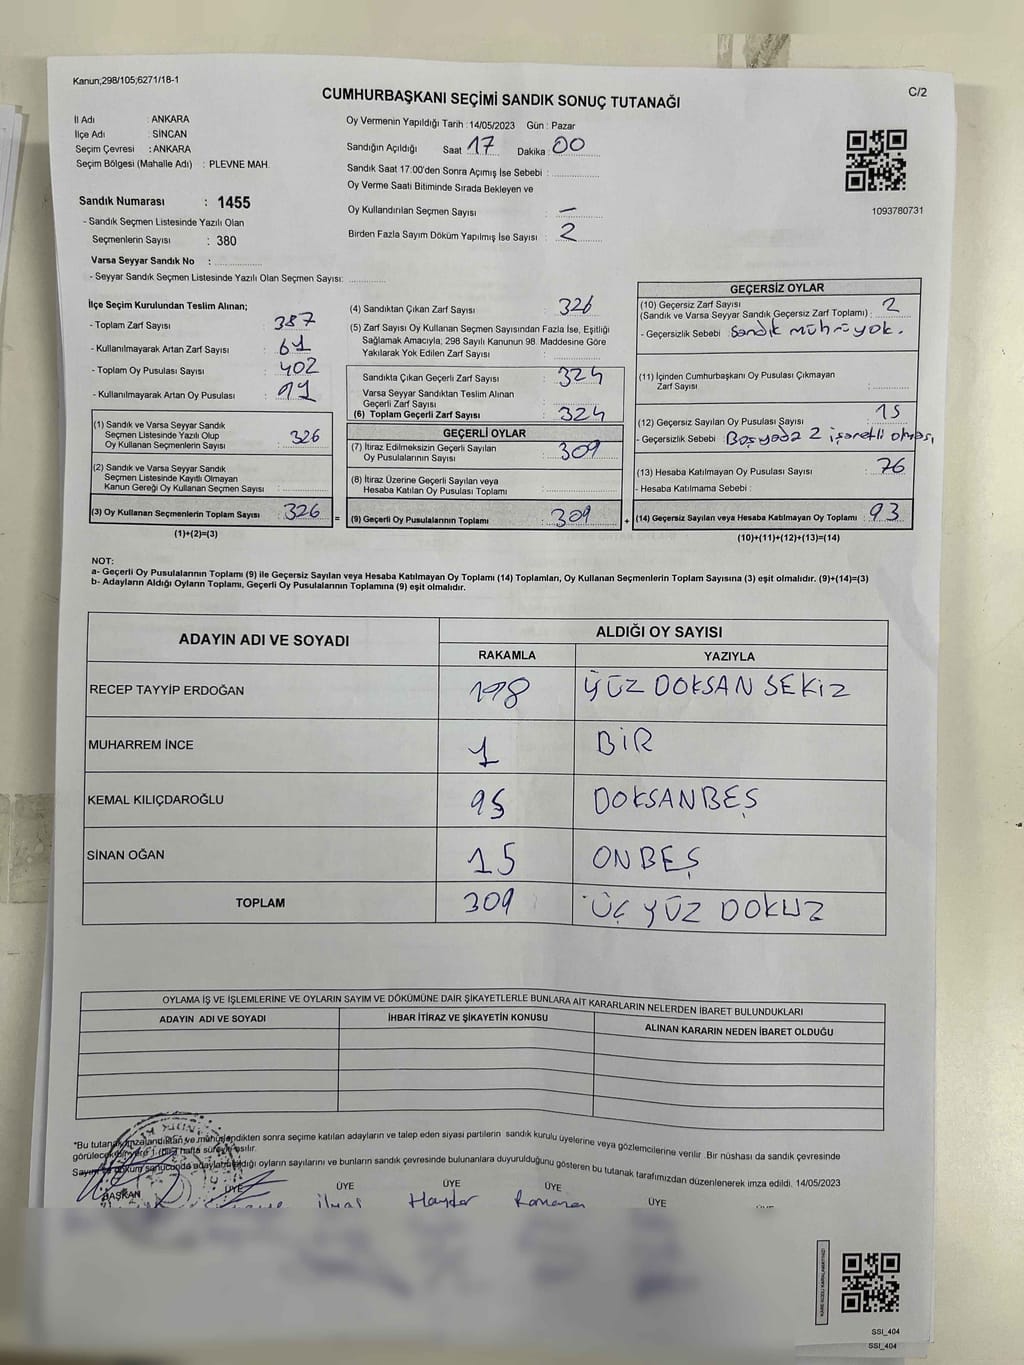 Kanun;298/105;6271/18-1
CUMHURBAŞKANI SEÇİMİ SANDIK SONUÇ TUTANAĞI
C/2
İl Adı : ANKARA
İlçe Adı : SİNCAN
Seçim Çevresi : ANKARA
Seçim Bölgesi (Mahalle Adı) : PLEVNE MAH.
Sandık Numarası : 1455
- Sandık Seçmen Listesinde Yazılı Olan
Seçmenlerin Sayısı : 380
Varsa Seyyar Sandık No :
- Seyyar Sandık Seçmen Listesinde Yazılı Olan Seçmen Sayısı:
Oy Vermenin Yapıldığı Tarih : 14/05/2023 Gün : Pazar
Sandığın Açıldığı Saat 17 Dakika : 00
Sandık Saat 17:00'den Sonra Açımış İse Sebebi :
Oy Verme Saati Bitiminde Sırada Bekleyen ve
Oy Kullandırılan Seçmen Sayısı : –
Birden Fazla Sayım Döküm Yapılmış İse Sayısı : 2
1093780731
İlçe Seçim Kurulundan Teslim Alınan;
- Toplam Zarf Sayısı : 387
- Kullanılmayarak Artan Zarf Sayısı : 61
- Toplam Oy Pusulası Sayısı : 402
- Kullanılmayarak Artan Oy Pusulası :
(1) Sandık ve Varsa Seyyar Sandık
Seçmen Listesinde Yazılı Olup
Oy Kullanan Seçmenlerin Sayısı : 326
(2) Sandık ve Varsa Seyyar Sandık
Seçmen Listesinde Kayıtlı Olmayan
Kanun Gereği Oy Kullanan Seçmen Sayısı :
(3) Oy Kullanan Seçmenlerin Toplam Sayısı : 326
(1)+(2)=(3)
(4) Sandıktan Çıkan Zarf Sayısı : 326
(5) Zarf Sayısı Oy Kullanan Seçmen Sayısından Fazla İse, Eşitliği
Sağlamak Amacıyla; 298 Sayılı Kanunun 98. Maddesine Göre
Yakılarak Yok Edilen Zarf Sayısı :
Sandıkta Çıkan Geçerli Zarf Sayısı : 324
Varsa Seyyar Sandıktan Teslim Alınan
Geçerli Zarf Sayısı :
(6) Toplam Geçerli Zarf Sayısı : 324
GEÇERLİ OYLAR
(7) İtiraz Edilmeksizin Geçerli Sayılan
Oy Pusulalarının Sayısı : 309
(8) İtiraz Üzerine Geçerli Sayılan veya
Hesaba Katılan Oy Pusulası Toplamı :
= (9) Geçerli Oy Pusulalarının Toplamı : 309
GEÇERSİZ OYLAR
(10) Geçersiz Zarf Sayısı
(Sandık ve Varsa Seyyar Sandık Geçersiz Zarf Toplamı) : 2
- Geçersizlik Sebebi : Sandık mührü yok.
(11) İçinden Cumhurbaşkanı Oy Pusulası Çıkmayan
Zarf Sayısı :
(12) Geçersiz Sayılan Oy Pusulası Sayısı : 15
- Geçersizlik Sebebi : Boş yada 2 işaretli olması
(13) Hesaba Katılmayan Oy Pusulası Sayısı : 76
- Hesaba Katılmama Sebebi :
+ (14) Geçersiz Sayılan veya Hesaba Katılmayan Oy Toplamı : 93
(10)+(11)+(12)+(13)=(14)
NOT:
a- Geçerli Oy Pusulalarının Toplamı (9) ile Geçersiz Sayılan veya Hesaba Katılmayan Oy Toplamı (14) Toplamları, Oy Kullanan Seçmenlerin Toplam Sayısına (3) eşit olmalıdır. (9)+(14)=(3)
b- Adayların Aldığı Oyların Toplamı, Geçerli Oy Pusulalarının Toplamına (9) eşit olmalıdır.
ADAYIN ADI VE SOYADI ALDIĞI OY SAYISI
RAKAMLA YAZIYLA
RECEP TAYYİP ERDOĞAN 198 YÜZ DOKSAN SEKİZ
MUHARREM İNCE 1 BİR
KEMAL KILIÇDAROĞLU 95 DOKSANBEŞ
SİNAN OĞAN 15 ONBEŞ
TOPLAM 309 ÜÇ YÜZ DOKUZ
OYLAMA İŞ VE İŞLEMLERİNE VE OYLARIN SAYIM VE DÖKÜMÜNE DAİR ŞİKAYETLERLE BUNLARA AİT KARARLARIN NELERDEN İBARET BULUNDUKLARI
ADAYIN ADI VE SOYADI İHBAR İTİRAZ VE ŞİKAYETİN KONUSU ALINAN KARARIN NEDEN İBARET OLDUĞU
*Bu tutanak imzalandıktan ve mühürlendikten sonra seçime katılan adayların ve talep eden siyasi partilerin sandık kurulu üyelerine veya gözlemcilerine verilir. Bir nüshası da sandık çevresinde
görülecek bir yere 1 (bir) hafta süreyle asılır.
Sayım ve döküm sonucunda adayların aldığı oyların sayılarını ve bunların sandık çevresinde bulunanlara duyurulduğunu gösteren bu tutanak tarafımızdan düzenlenerek imza edildi. 14/05/2023
BAŞKAN ÜYE ÜYE ÜYE ÜYE ÜYE
İlyas Haydar Ramazan
SSI_404
SSI_404